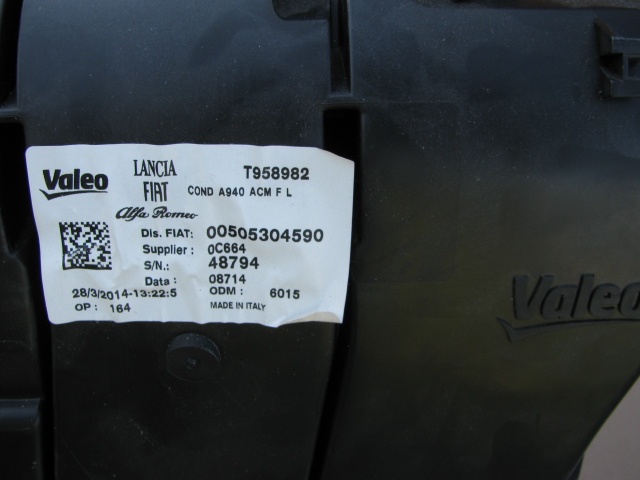 Valeo
LANCIA T958982
FIAT COND A940 ACM F L
Alfa Romeo
Dis. FIAT: 00505304590
Supplier : 0C664
S/N.: 48794
Data : 08714
28/3/2014-13:22:5 ODM : 6015
OP : 164 MADE IN ITALY
Valeo